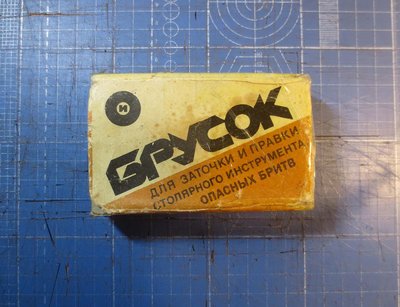 И
БРУСОК
ДЛЯ ЗАТОЧКИ И ПРАВКИ
СТОЛЯРНОГО ИНСТРУМЕНТА,
ОПАСНЫХ БРИТВ